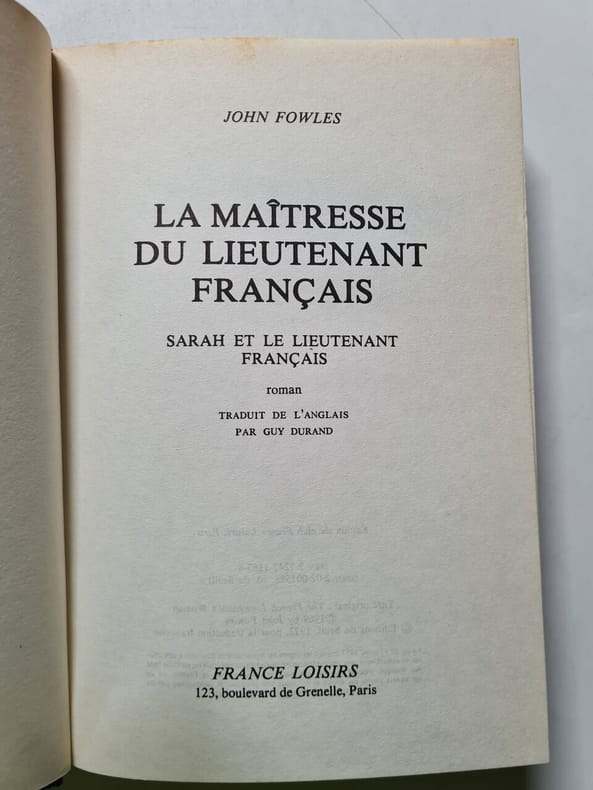 JOHN FOWLES
LA MAÎTRESSE
DU LIEUTENANT
FRANÇAIS
SARAH ET LE LIEUTENANT
FRANÇAIS
roman
TRADUIT DE L'ANGLAIS
PAR GUY DURAND
FRANCE LOISIRS
123, boulevard de Grenelle, Paris